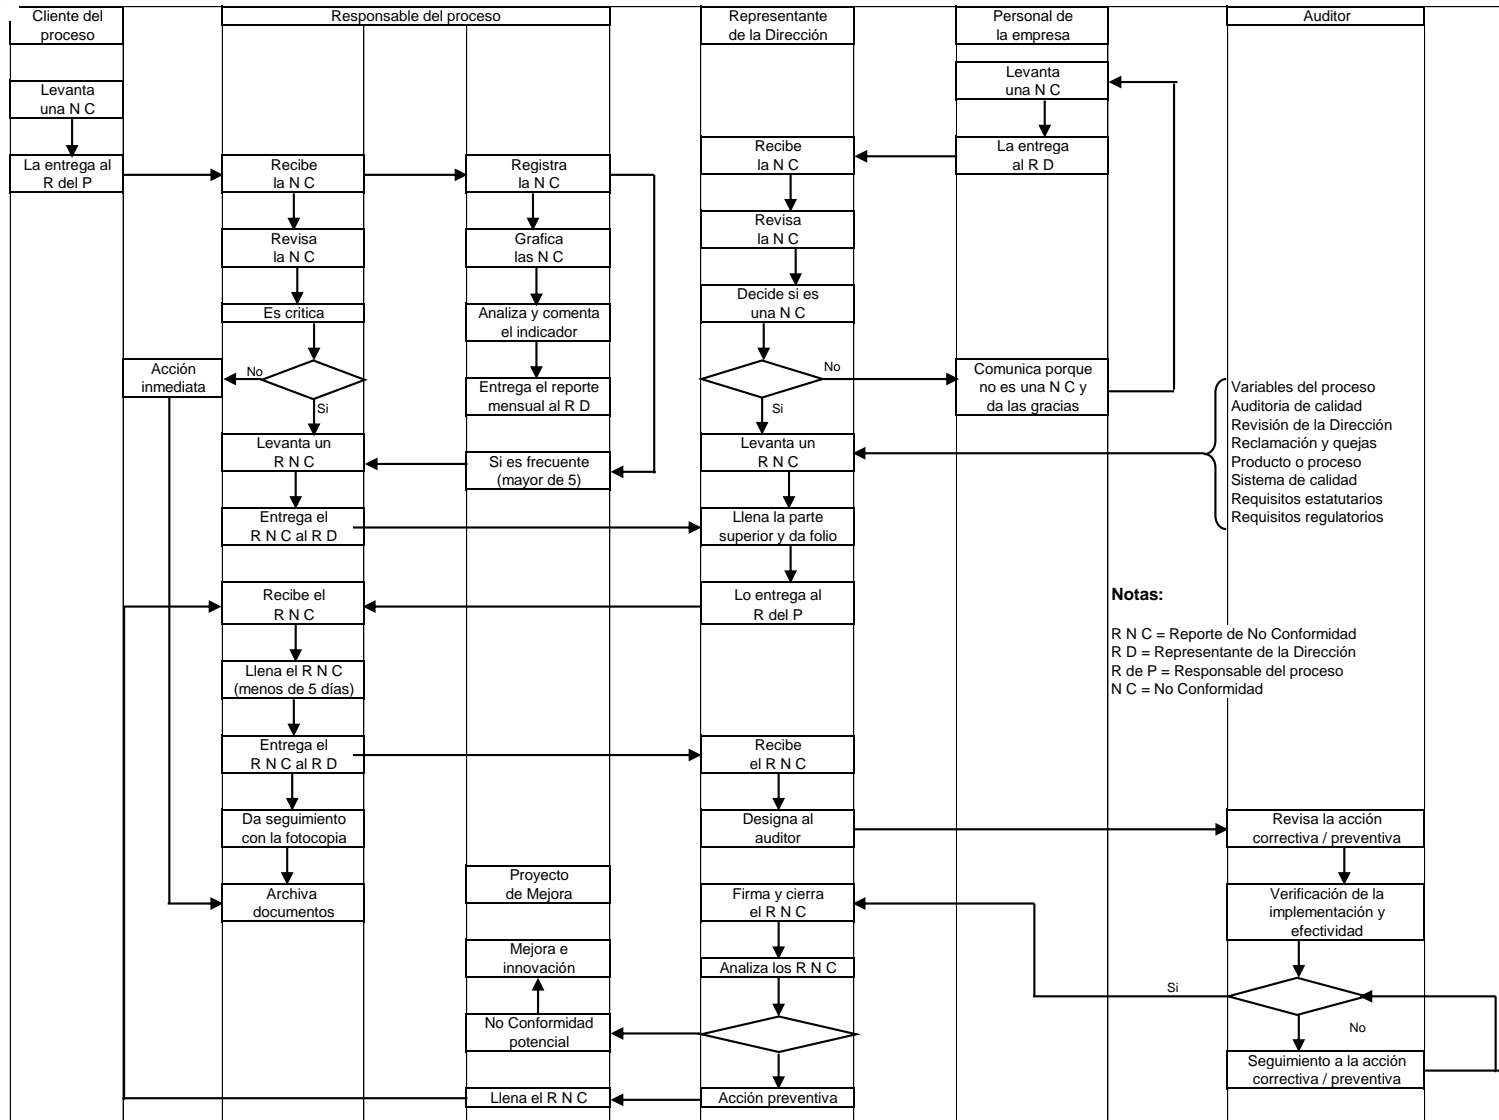 Cliente del
proceso
Responsable del proceso
Representante
de la Dirección
Personal de
la empresa
Auditor
Levanta
una N C
La entrega al
R del P
Recibe
la N C
Revisa
la N C
Es critica
No
Si
Acción
inmediata
Levanta un
R N C
Entrega el
R N C al R D
Recibe el
R N C
Llena el R N C
(menos de 5 días)
Entrega el
R N C al R D
Da seguimiento
con la fotocopia
Archiva
documentos
Registra
la N C
Grafica
las N C
Analiza y comenta
el indicador
Entrega el reporte
mensual al R D
Si es frecuente
(mayor de 5)
Proyecto
de Mejora
Mejora e
innovación
No Conformidad
potencial
Llena el R N C
Recibe
la N C
Revisa
la N C
Decide si es
una N C
No
Si
Levanta un
R N C
Llena la parte
superior y da folio
Lo entrega al
R del P
Recibe
el R N C
Designa al
auditor
Firma y cierra
el R N C
Analiza los R N C
Acción preventiva
Levanta
una N C
La entrega
al R D
Comunica porque
no es una N C y
da las gracias
Variables del proceso
Auditoria de calidad
Revisión de la Dirección
Reclamación y quejas
Producto o proceso
Sistema de calidad
Requisitos estatutarios
Requisitos regulatorios
Notas:
R N C = Reporte de No Conformidad
R D = Representante de la Dirección
R de P = Responsable del proceso
N C = No Conformidad
Revisa la acción
correctiva / preventiva
Verificación de la
implementación y
efectividad
Si
No
Seguimiento a la acción
correctiva / preventiva